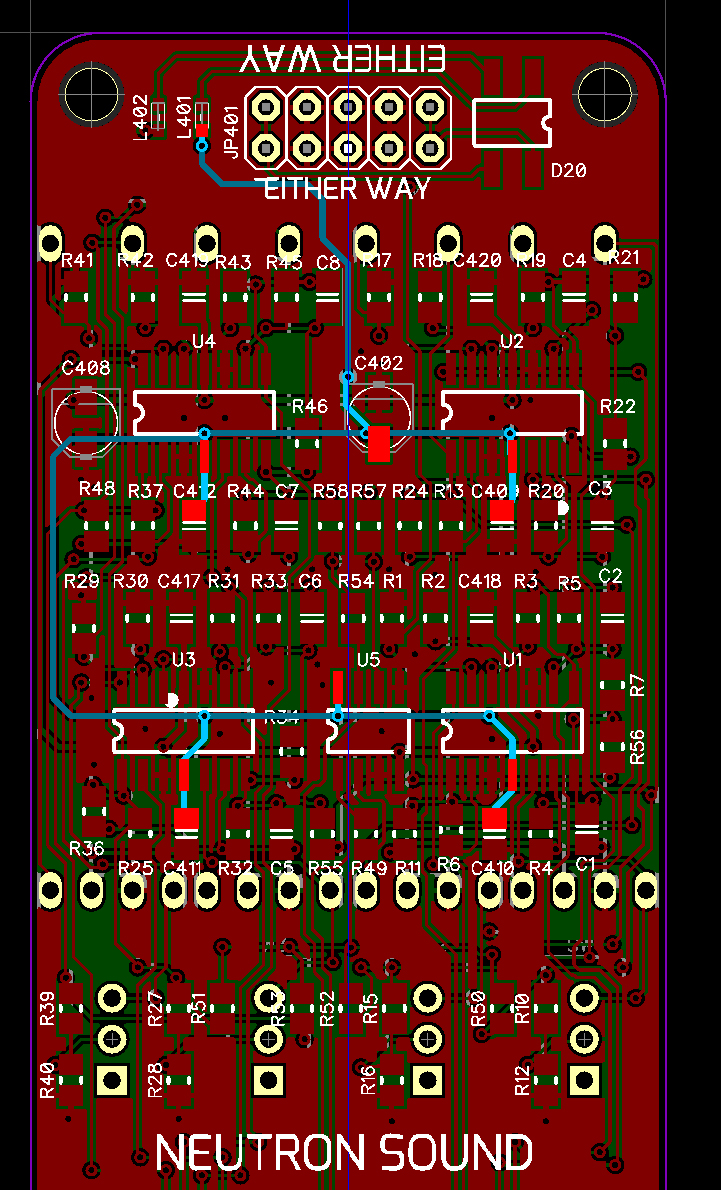 EITHER WAY
L402
L401
JP401
D20
EITHER WAY
R41 R42 C419 R43 R45 C8 R17 R18 C420 R19 C4 R21
U4 U2
C408 C402
R46 R22
R48 R37 C412 R44 C7 R58 R57 R24 R13 C409 R20 C3
R29 R30 C417 R31 R33 C6 R54 R1 R2 C418 R3 R5 C2
U3 U5 U1
R7
R34
R56
R36
R25 C411 R32 C5 R55 R49 R11 R6 C410 R4 C1
R39 R27 R51 R53 R52 R15 R50 R10
R40 R28 R16 R12
NEUTRON SOUND